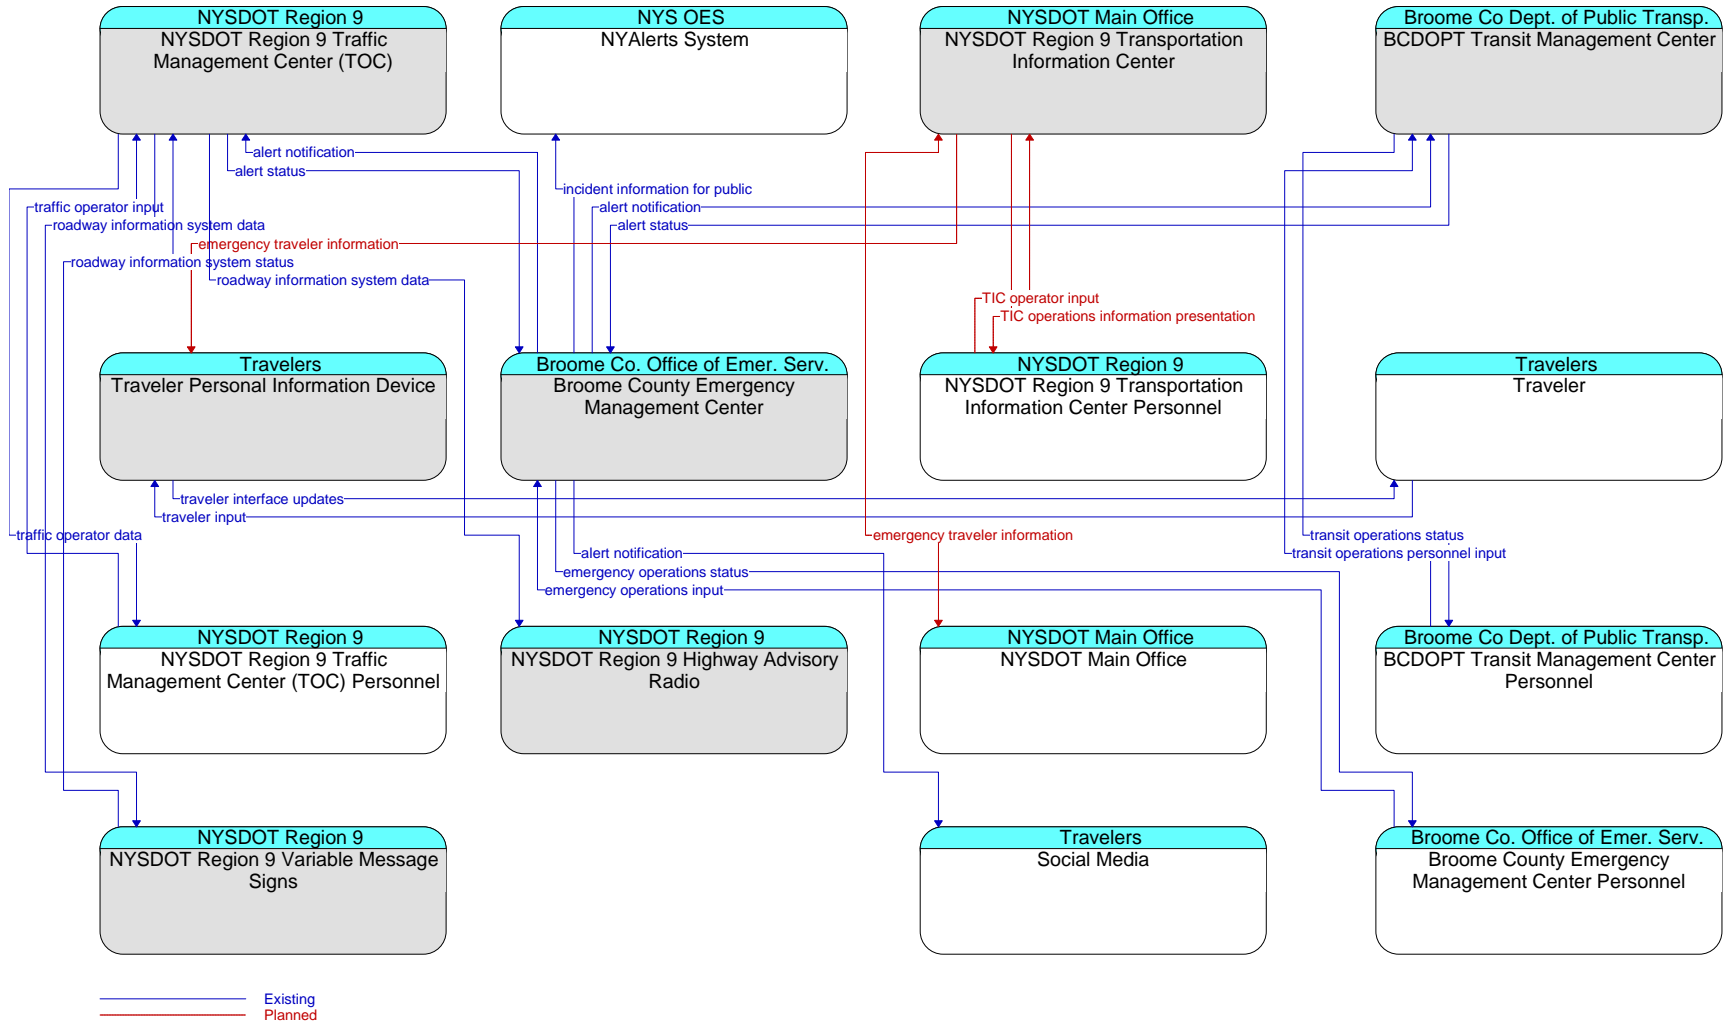 NYSDOT Region 9
NYSDOT Region 9 Traffic
Management Center (TOC)
NYS OES
NYAlerts System
NYSDOT Main Office
NYSDOT Region 9 Transportation
Information Center
Broome Co Dept. of Public Transp.
BCDOPT Transit Management Center
alert notification
alert status
incident information for public
traffic operator input
alert notification
roadway information system data
alert status
emergency traveler information
roadway information system status
roadway information system data
TIC operator input
TIC operations information presentation
Travelers
Traveler Personal Information Device
Broome Co. Office of Emer. Serv.
Broome County Emergency
Management Center
NYSDOT Region 9
NYSDOT Region 9 Transportation
Information Center Personnel
Travelers
Traveler
traveler interface updates
traveler input
traffic operator data
emergency traveler information
transit operations status
alert notification
transit operations personnel input
emergency operations status
emergency operations input
NYSDOT Region 9
NYSDOT Region 9 Traffic
Management Center (TOC) Personnel
NYSDOT Region 9
NYSDOT Region 9 Highway Advisory
Radio
NYSDOT Main Office
NYSDOT Main Office
Broome Co Dept. of Public Transp.
BCDOPT Transit Management Center
Personnel
NYSDOT Region 9
NYSDOT Region 9 Variable Message
Signs
Travelers
Social Media
Broome Co. Office of Emer. Serv.
Broome County Emergency
Management Center Personnel
Existing
Planned